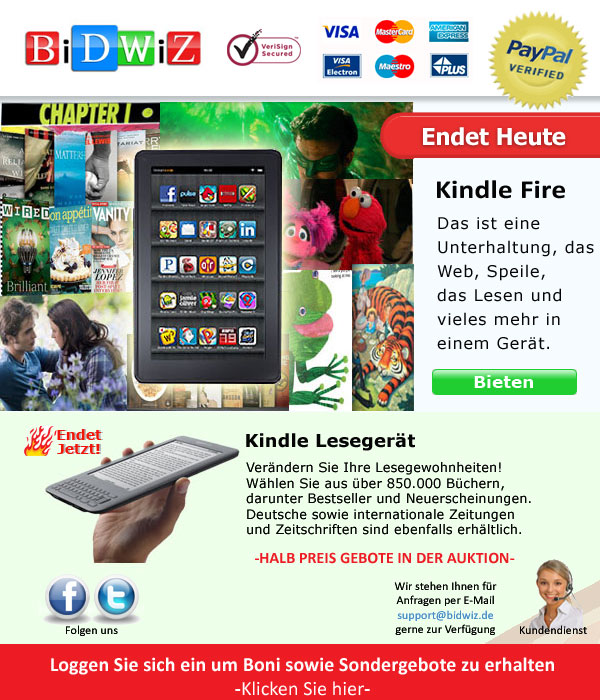 BiDWiZ
VeriSign
Secured
VISA
MasterCard
AMERICAN
EXPRESS
VISA
Electron
Maestro
PLUS
PayPal
VERIFIED
CHAPTER I.
Endet Heute
Kindle Fire
Das ist eine
Unterhaltung, das
Web, Speile,
das Lesen und
vieles mehr in
einem Gerät.
Bieten
WIRED
bon appétit
VANITY
JENNIFER
LOPEZ
Brilliant
Endet
Jetzt!
Kindle Lesegerät
Verändern Sie Ihre Lesegewohnheiten!
Wählen Sie aus über 850.000 Büchern,
darunter Bestseller und Neuerscheinungen.
Deutsche sowie internationale Zeitungen
und Zeitschriften sind ebenfalls erhältlich.
-HALB PREIS GEBOTE IN DER AUKTION-
Folgen uns
Wir stehen Ihnen für
Anfragen per E-Mail
support@bidwiz.de
gerne zur Verfügung
Kundendienst
Loggen Sie sich ein um Boni sowie Sondergebote zu erhalten
-Klicken Sie hier-